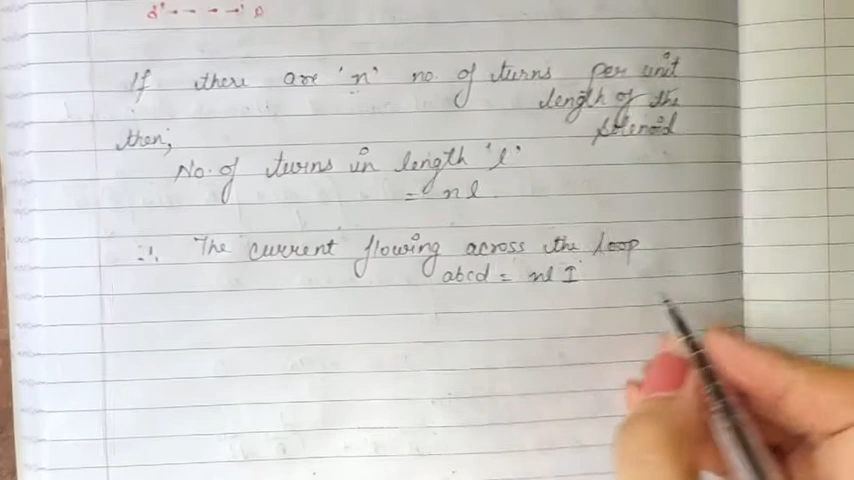 If there are 'n' no. of turns per unit
length of the
solenoid
then,
No. of turns in length 'l'
= nl
∴ The current flowing across the loop
abcd = nl I